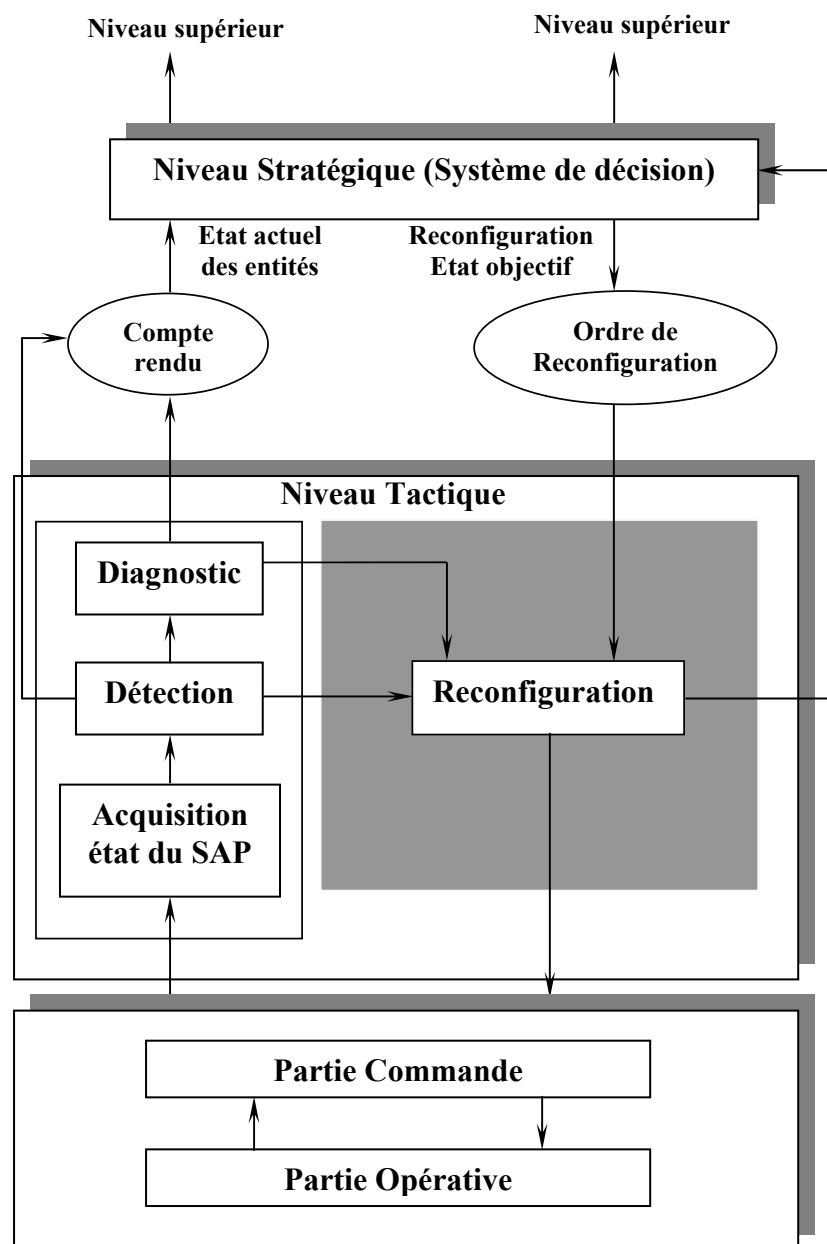 Niveau supérieur
Niveau supérieur
Niveau Stratégique (Système de décision)
Etat actuel
des entités
Reconfiguration
Etat objectif
Compte
rendu
Ordre de
Reconfiguration
Niveau Tactique
Diagnostic
Détection
Reconfiguration
Acquisition
état du SAP
Partie Commande
Partie Opérative